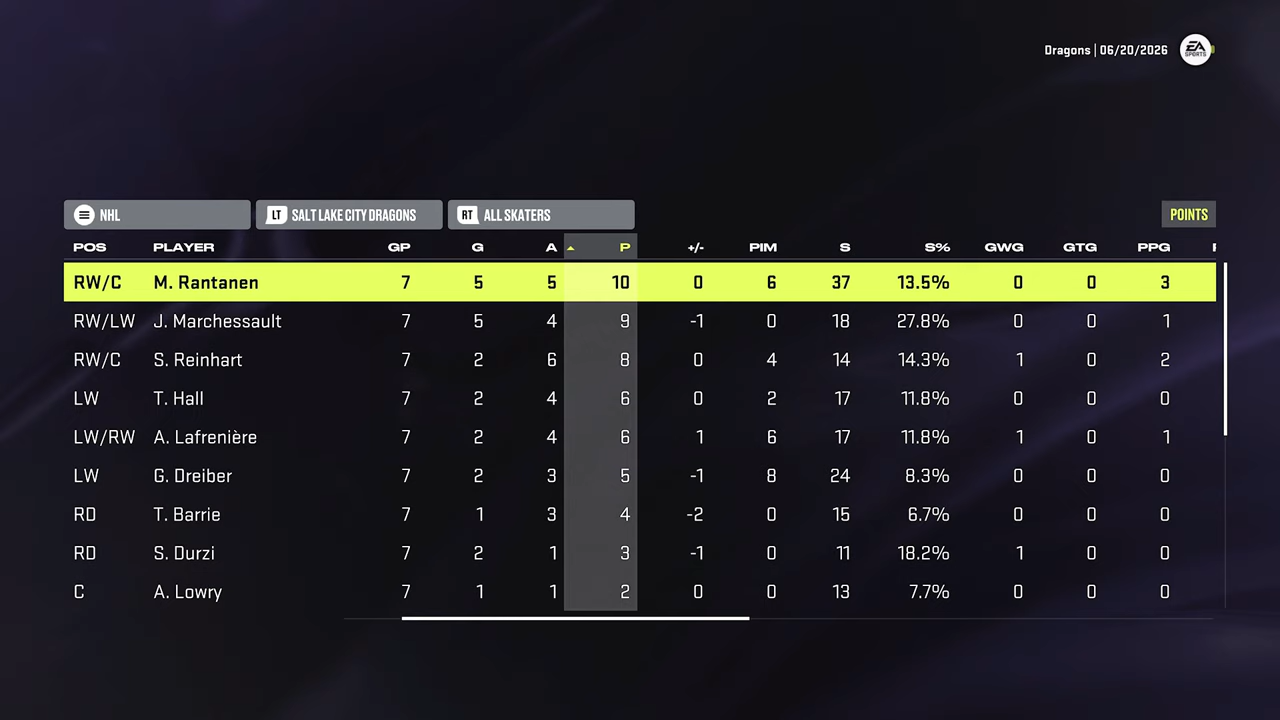 Dragons | 06/20/2026 EA SPORTS
NHL LT SALT LAKE CITY DRAGONS RT ALL SKATERS POINTS
POS PLAYER GP G A P +/- PIM S S% GWG GTG PPG
RW/C M. Rantanen 7 5 5 10 0 6 37 13.5% 0 0 3
RW/LW J. Marchessault 7 5 4 9 -1 0 18 27.8% 0 0 1
RW/C S. Reinhart 7 2 6 8 0 4 14 14.3% 1 0 2
LW T. Hall 7 2 4 6 0 2 17 11.8% 0 0 0
LW/RW A. Lafrenière 7 2 4 6 1 6 17 11.8% 1 0 1
LW G. Dreiber 7 2 3 5 -1 8 24 8.3% 0 0 0
RD T. Barrie 7 1 3 4 -2 0 15 6.7% 0 0 0
RD S. Durzi 7 2 1 3 -1 0 11 18.2% 1 0 0
C A. Lowry 7 1 1 2 0 0 13 7.7% 0 0 0